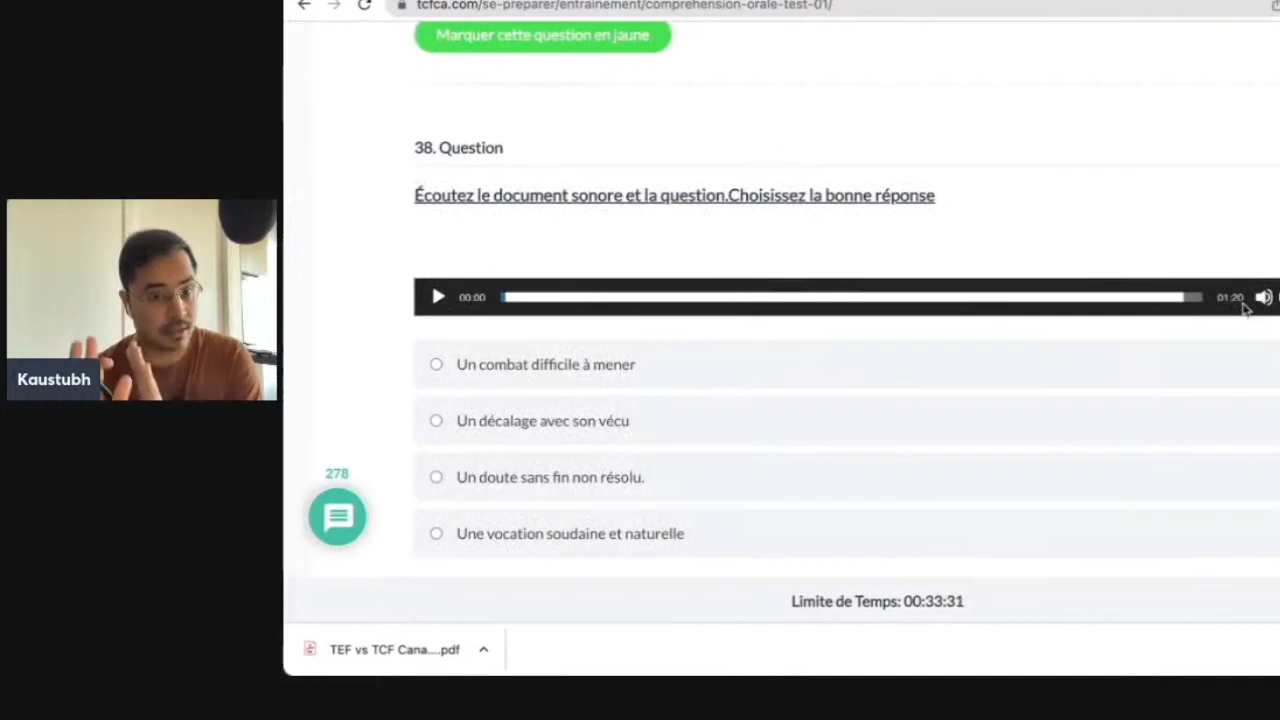 tcfca.com/se-preparer/entrainement/comprehension-orale-test-01/
Marquer cette question en jaune
38. Question
Écoutez le document sonore et la question.Choisissez la bonne réponse
00:00 01:20
Un combat difficile à mener
Kaustubh
Un décalage avec son vécu
278
Un doute sans fin non résolu.
Une vocation soudaine et naturelle
Limite de Temps: 00:33:31
TEF vs TCF Cana....pdf